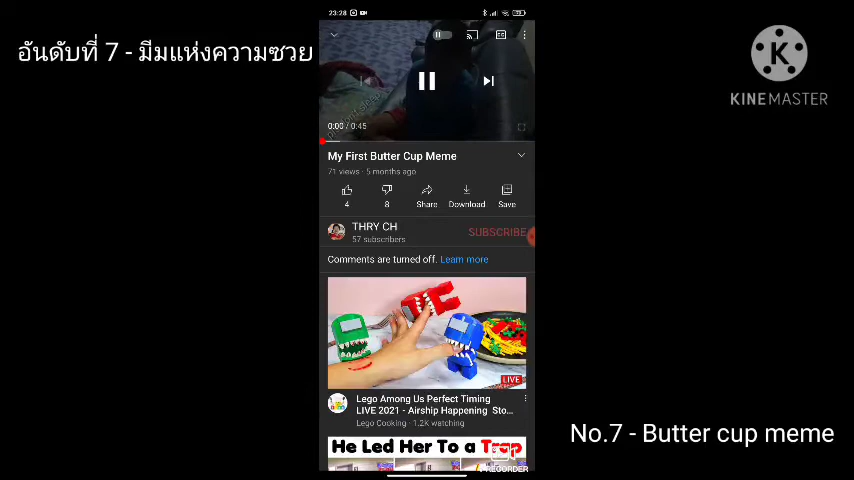 อันดับที่ 7 - มีมแห่งความซวย
23:28
0:00 / 0:45
My First Butter Cup Meme
71 views · 5 months ago
4
8
Share
Download
Save
THRY CH
57 subscribers
SUBSCRIBE
Comments are turned off. Learn more
LIVE
Lego Among Us Perfect Timing
LIVE 2021 - Airship Happening Sto...
Lego Cooking · 1.2K watching
He Led Her To a Trap
RECORDER
KINEMASTER
No.7 - Butter cup meme